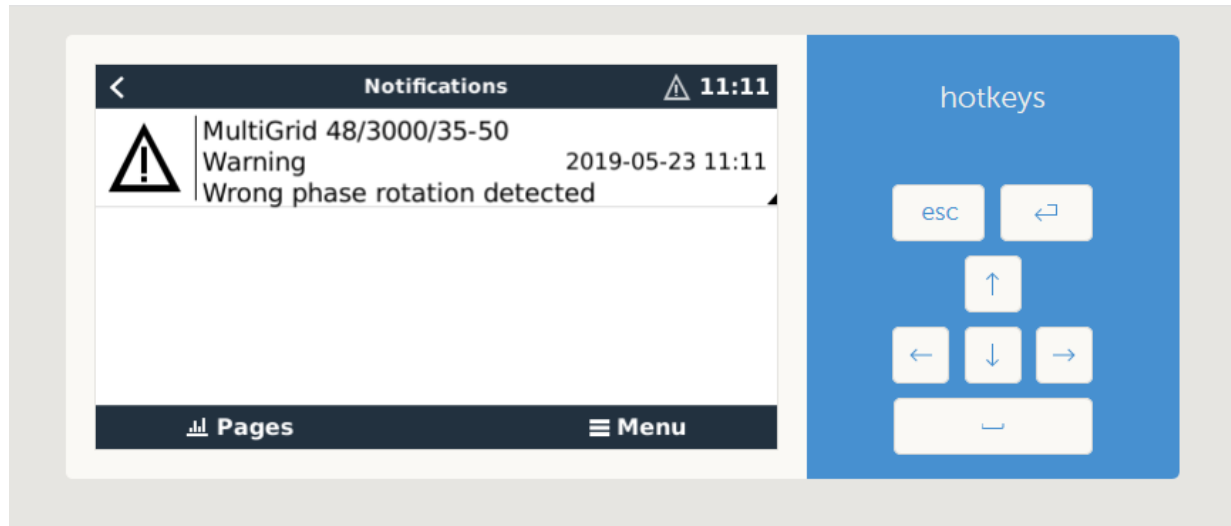 Notifications
11:11
MultiGrid 48/3000/35-50
Warning
2019-05-23 11:11
Wrong phase rotation detected
Pages
Menu
hotkeys
esc